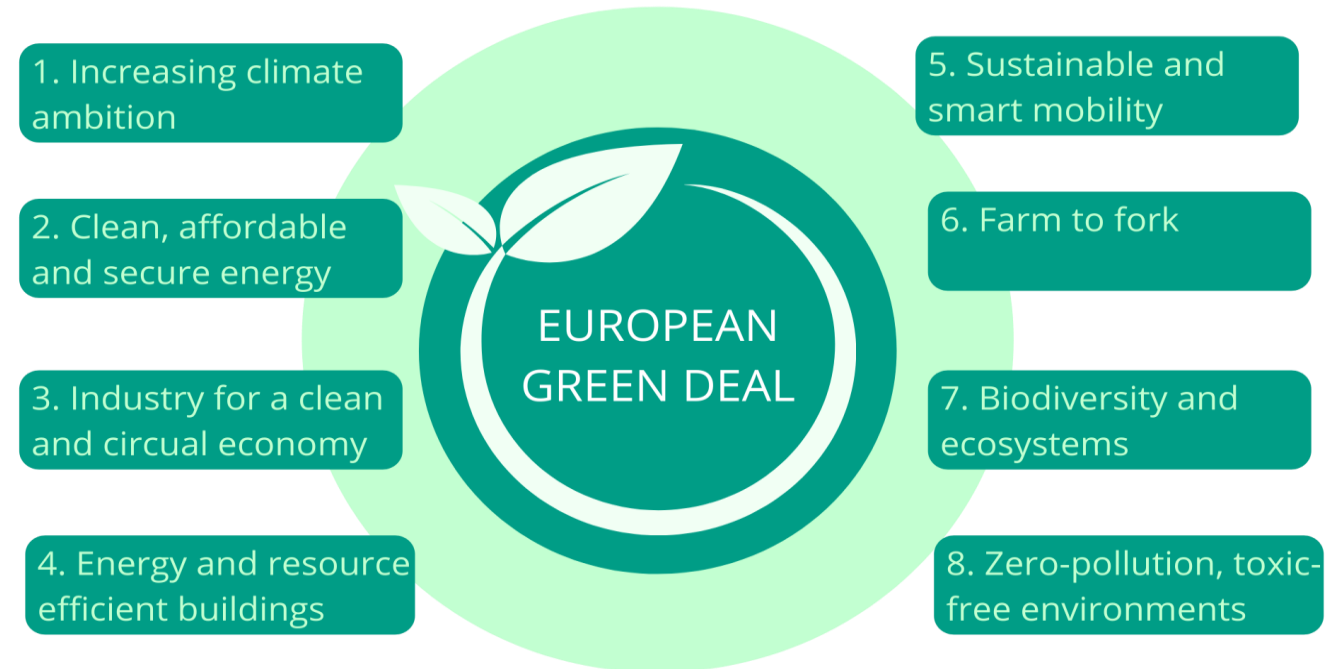 1. Increasing climate
ambition
2. Clean, affordable
and secure energy
3. Industry for a clean
and circual economy
4. Energy and resource
efficient buildings
EUROPEAN
GREEN DEAL
5. Sustainable and
smart mobility
6. Farm to fork
7. Biodiversity and
ecosystems
8. Zero-pollution, toxic-
free environments